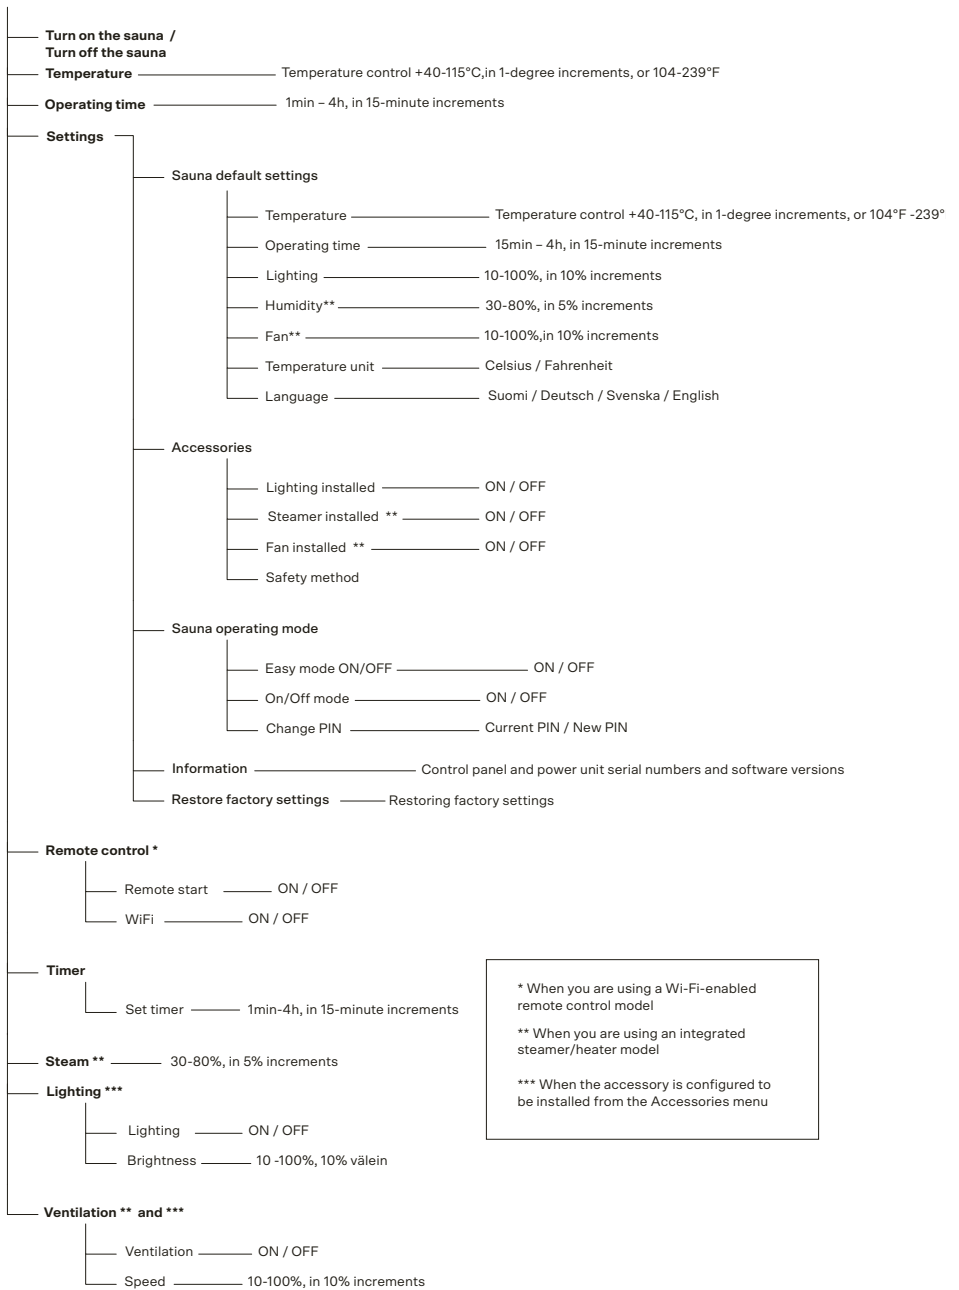 Turn on the sauna /
Turn off the sauna
Temperature Temperature control +40-115°C,in 1-degree increments, or 104-239°F
Operating time 1min – 4h, in 15-minute increments
Settings
Sauna default settings
Temperature Temperature control +40-115°C, in 1-degree increments, or 104°F -239°
Operating time 15min – 4h, in 15-minute increments
Lighting 10-100%, in 10% increments
Humidity** 30-80%, in 5% increments
Fan** 10-100%,in 10% increments
Temperature unit Celsius / Fahrenheit
Language Suomi / Deutsch / Svenska / English
Accessories
Lighting installed ON / OFF
Steamer installed ** ON / OFF
Fan installed ** ON / OFF
Safety method
Sauna operating mode
Easy mode ON/OFF ON / OFF
On/Off mode ON / OFF
Change PIN Current PIN / New PIN
Information Control panel and power unit serial numbers and software versions
Restore factory settings Restoring factory settings
Remote control *
Remote start ON / OFF
WiFi ON / OFF
Timer
Set timer 1min-4h, in 15-minute increments
Steam ** 30-80%, in 5% increments
Lighting ***
Lighting ON / OFF
Brightness 10 -100%, 10% välein
Ventilation ** and ***
Ventilation ON / OFF
Speed 10-100%, in 10% increments
* When you are using a Wi-Fi-enabled
remote control model
** When you are using an integrated
steamer/heater model
*** When the accessory is configured to
be installed from the Accessories menu